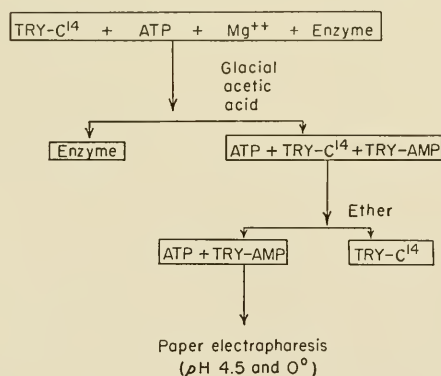 TRY-C¹⁴ + ATP + Mg⁺⁺ + Enzyme
Glacial
acetic
acid
Enzyme
ATP + TRY-C¹⁴ + TRY-AMP
Ether
ATP + TRY-AMP
TRY-C¹⁴
Paper electropharesis
(pH 4.5 and 0°)